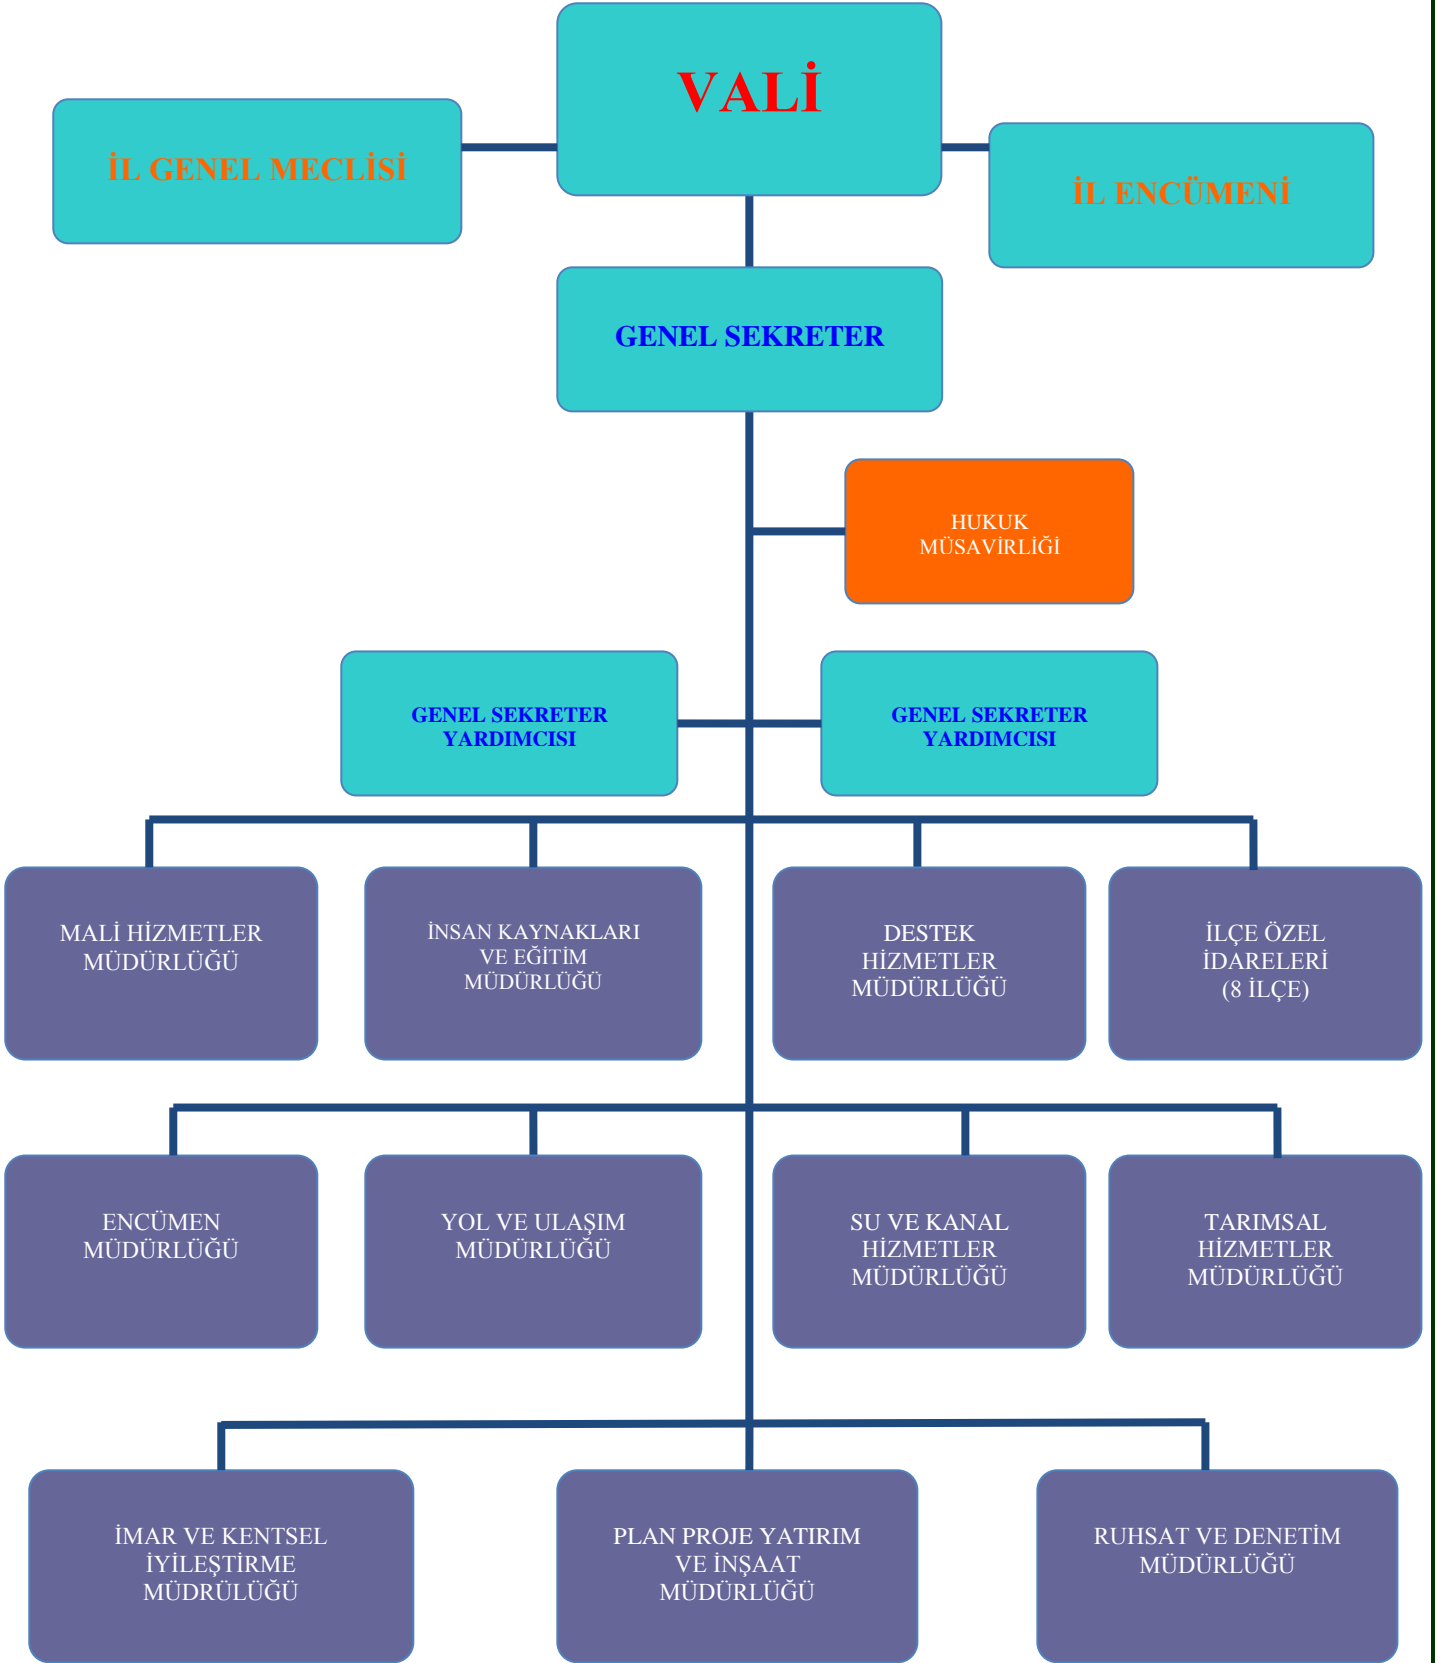 VALİ
İL GENEL MECLİSİ
İL ENCÜMENİ
GENEL SEKRETER
HUKUK
MÜSAVİRLİĞİ
GENEL SEKRETER
YARDIMCISI
GENEL SEKRETER
YARDIMCISI
MALİ HİZMETLER
MÜDÜRLÜĞÜ
İNSAN KAYNAKLARI
VE EĞİTİM
MÜDÜRLÜĞÜ
DESTEK
HİZMETLER
MÜDÜRLÜĞÜ
İLÇE ÖZEL
İDARELERİ
(8 İLÇE)
ENCÜMEN
MÜDÜRLÜĞÜ
YOL VE ULAŞIM
MÜDÜRLÜĞÜ
SU VE KANAL
HİZMETLER
MÜDÜRLÜĞÜ
TARIMSAL
HİZMETLER
MÜDÜRLÜĞÜ
İMAR VE KENTSEL
İYİLEŞTİRME
MÜDRÜLÜĞÜ
PLAN PROJE YATIRIM
VE İNŞAAT
MÜDÜRLÜĞÜ
RUHSAT VE DENETİM
MÜDÜRLÜĞÜ